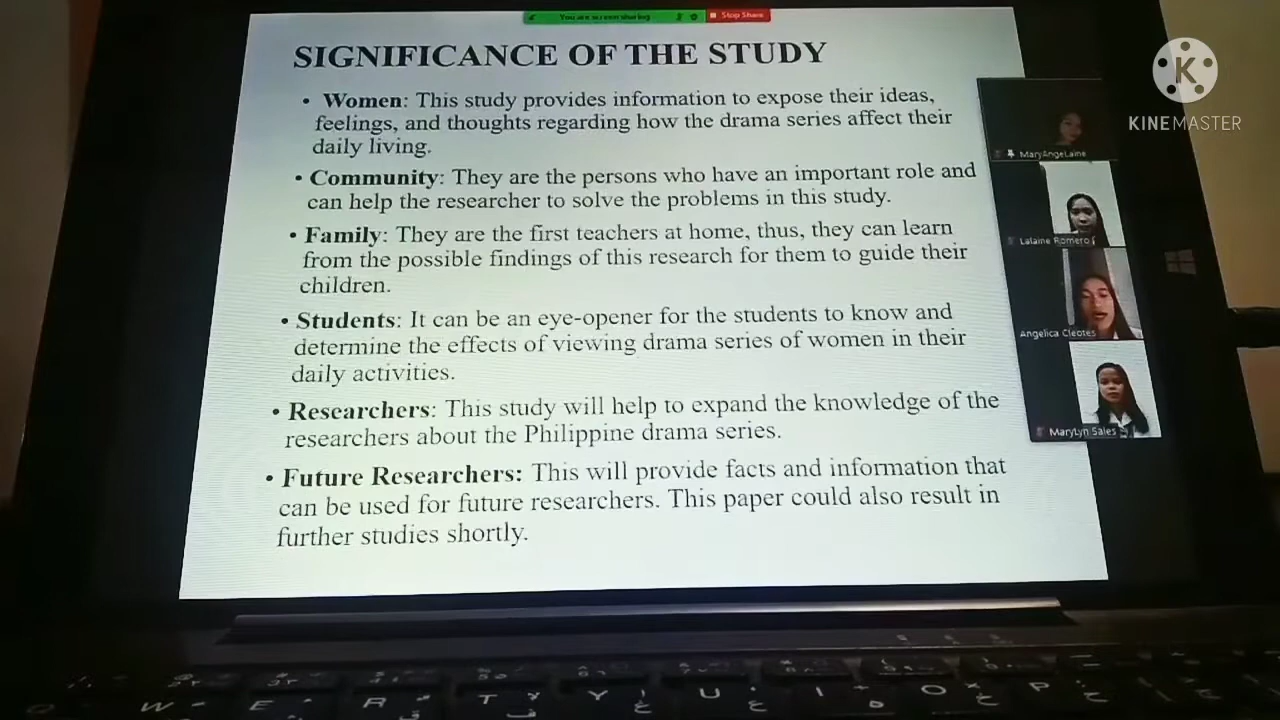 You are screen sharing
Stop Share
SIGNIFICANCE OF THE STUDY
• Women: This study provides information to expose their ideas,
feelings, and thoughts regarding how the drama series affect their
daily living.
• Community: They are the persons who have an important role and
can help the researcher to solve the problems in this study.
• Family: They are the first teachers at home, thus, they can learn
from the possible findings of this research for them to guide their
children.
• Students: It can be an eye-opener for the students to know and
determine the effects of viewing drama series of women in their
daily activities.
• Researchers: This study will help to expand the knowledge of the
researchers about the Philippine drama series.
• Future Researchers: This will provide facts and information that
can be used for future researchers. This paper could also result in
further studies shortly.
K
KINEMASTER
MaryAngeLaine
Lalaine Romero
Angelica Cleotes
MaryLyn Sales
W E R T Y U I O P